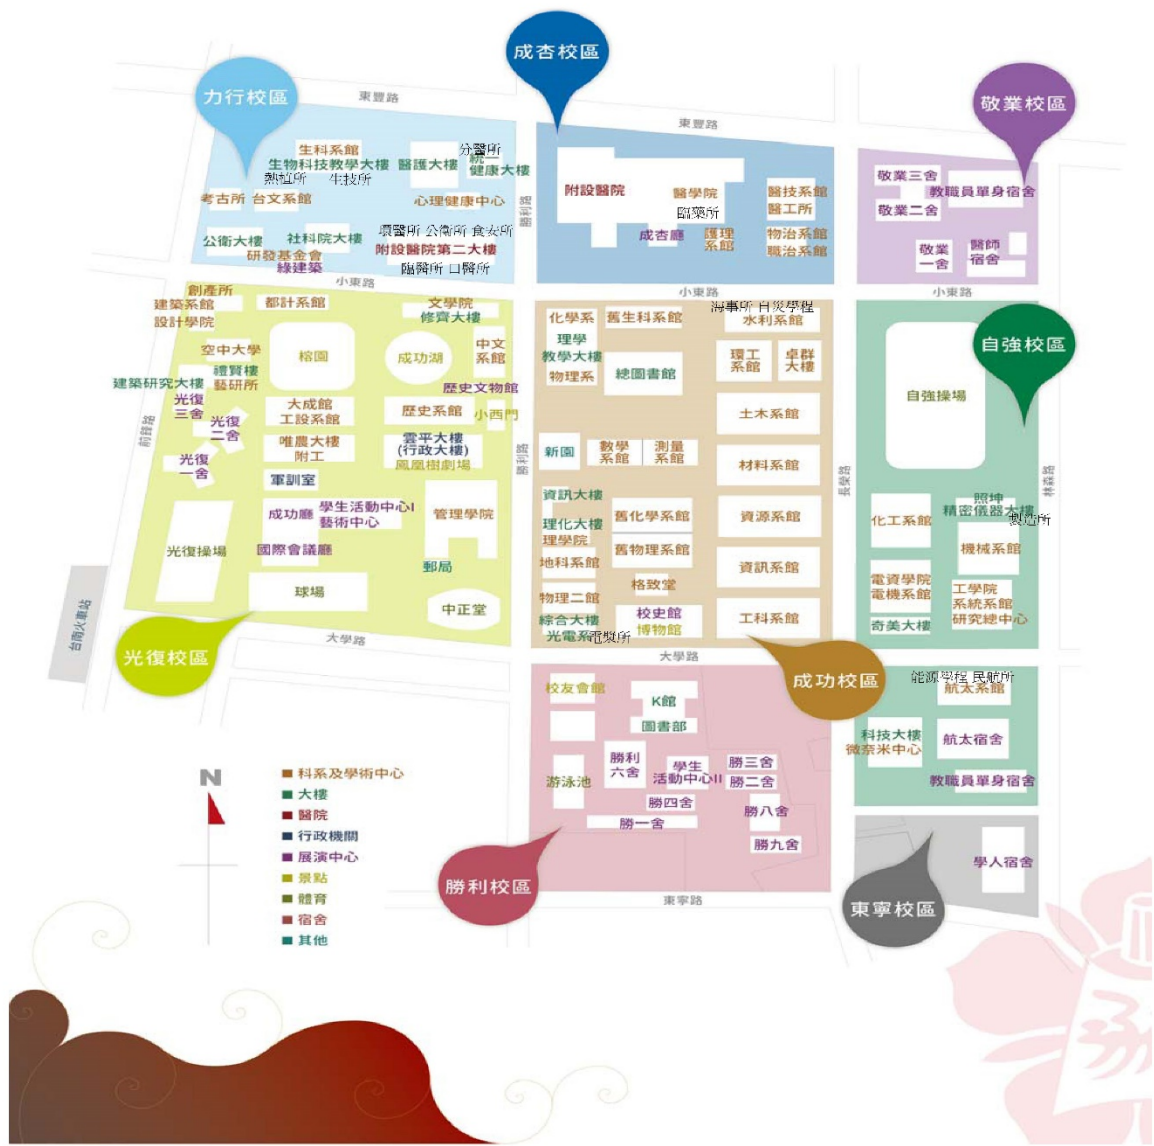 成杏校區
力行校區
敬業校區
東豐路
東豐路
生科系館
生物科技教學大樓
熱植所
生技所
醫護大樓
分醫所
統一
健康大樓
考古所
台文系館
心理健康中心
公衛大樓
社科院大樓
研發基金會
綠建築
環醫所 公衛所 食安所
附設醫院第二大樓
臨醫所 口醫所
勝利路
附設醫院
醫學院
臨藥所
成杏廳
護理
系館
醫技系館
醫工所
物治系館
職治系館
敬業三舍
教職員單身宿舍
敬業二舍
敬業
一舍
醫師
宿舍
小東路
小東路
小東路
創產所
建築系館
設計學院
都計系館
文學院
修齊大樓
空中大學
榕園
成功湖
中文
系館
禮賢樓
藝研所
建築研究大樓
歷史文物館
光復
三舍
大成館
工設系館
歷史系館
小西門
光復
二舍
唯農大樓
附工
雲平大樓
(行政大樓)
鳳凰樹劇場
光復
一舍
軍訓室
成功廳
學生活動中心I
藝術中心
管理學院
國際會議廳
光復操場
郵局
球場
中正堂
前鋒路
台南火車站
光復校區
大學路
勝利路
化學系
舊生科系館
海事所 自災學程
水利系館
理學
教學大樓
物理系
總圖書館
環工
系館
卓群
大樓
土木系館
新園
數學
系館
測量
系館
材料系館
資訊大樓
舊化學系館
資源系館
理化大樓
理學院
舊物理系館
地科系館
資訊系館
格致堂
物理二館
校史館
博物館
工科系館
綜合大樓
光電系
電漿所
大學路
成功校區
長榮路
自強校區
自強操場
林森路
照坤
精密儀器大樓
製造所
化工系館
機械系館
電資學院
電機系館
工學院
系統系館
研究總中心
奇美大樓
能源學程 民航所
航太系館
科技大樓
微奈米中心
航太宿舍
教職員單身宿舍
校友會館
K館
圖書部
游泳池
勝利
六舍
學生
活動中心II
勝三舍
勝二舍
勝四舍
勝八舍
勝一舍
勝九舍
勝利校區
東寧路
學人宿舍
東寧校區
N
科系及學術中心
大樓
醫院
行政機關
展演中心
景點
體育
宿舍
其他